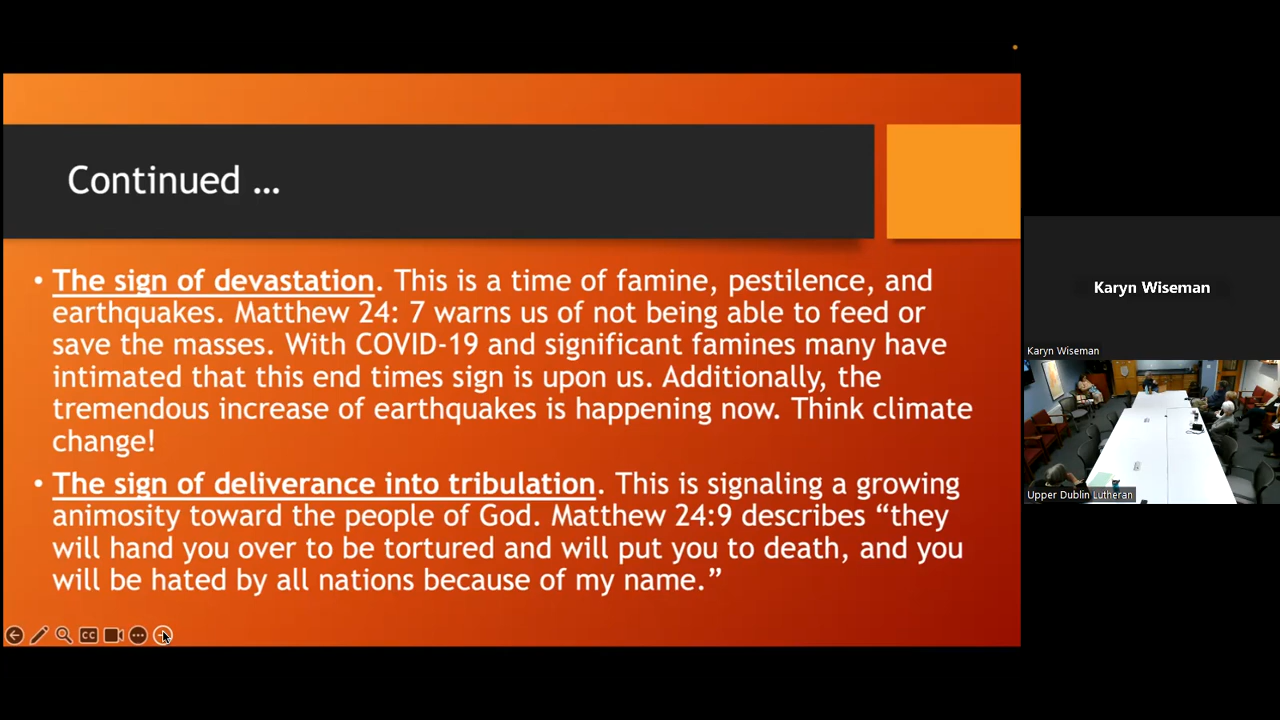 Continued …
• The sign of devastation. This is a time of famine, pestilence, and
earthquakes. Matthew 24: 7 warns us of not being able to feed or
save the masses. With COVID-19 and significant famines many have
intimated that this end times sign is upon us. Additionally, the
tremendous increase of earthquakes is happening now. Think climate
change!
• The sign of deliverance into tribulation. This is signaling a growing
animosity toward the people of God. Matthew 24:9 describes “they
will hand you over to be tortured and will put you to death, and you
will be hated by all nations because of my name.”
CC
Karyn Wiseman
Karyn Wiseman
Upper Dublin Lutheran